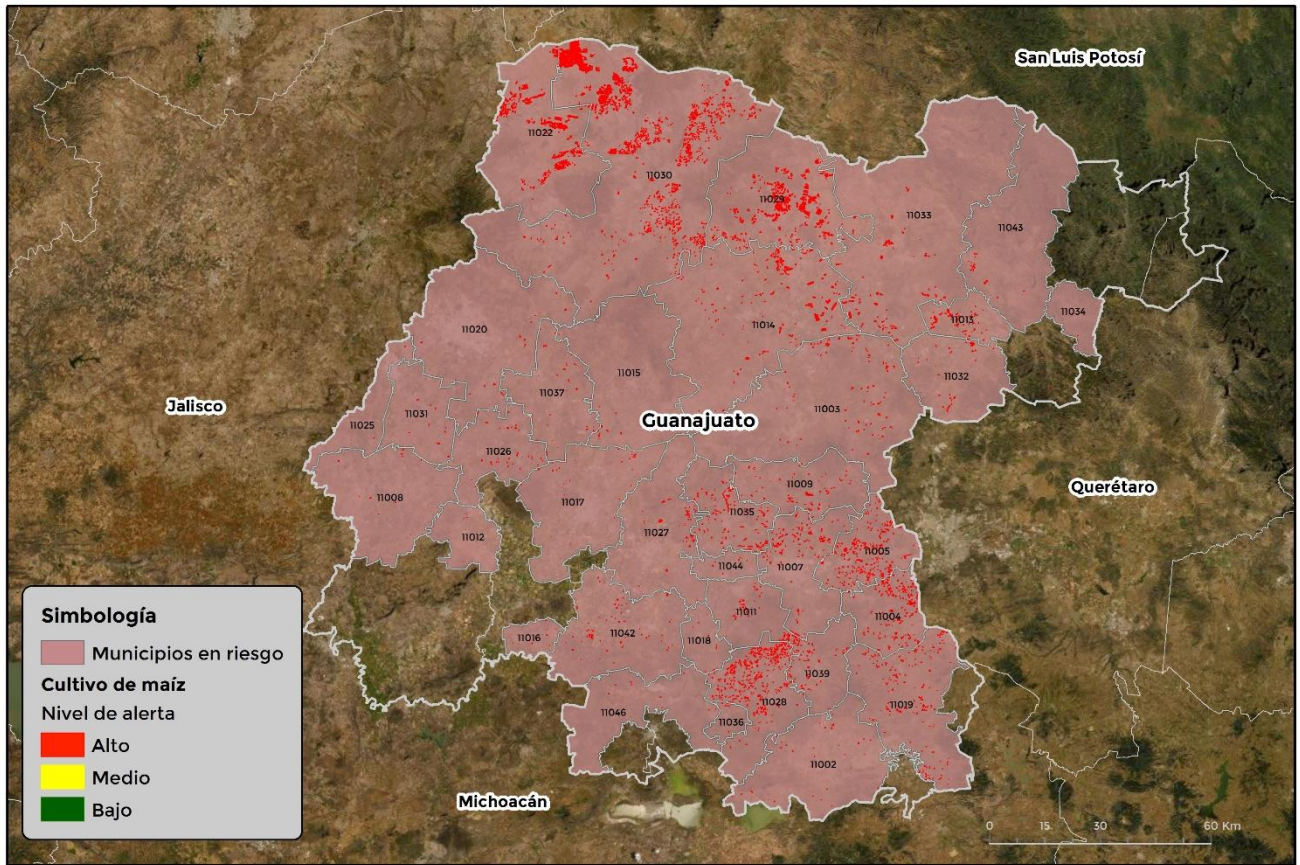 San Luis Potosí
11022
11030
11029
11033
11043
11034
11013
11014
11020
11015
11037
11032
11031
11025
11003
Jalisco
Guanajuato
11026
11008
11017
11009
Querétaro
11035
11012
11027
11005
11044
11007
11011
11004
11016
11042
11018
11039
11028
11019
11046
11036
11002
Michoacán
Simbología
Municipios en riesgo
Cultivo de maíz
Nivel de alerta
Alto
Medio
Bajo
0 15 30 60 Km